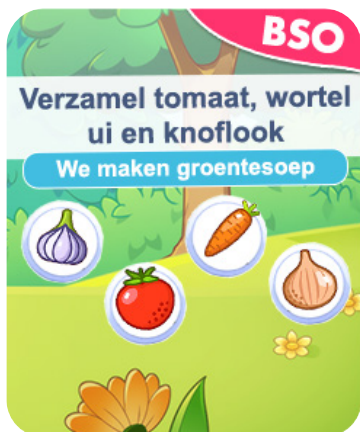 BSO
Verzamel tomaat, wortel
ui en knoflook
We maken groentesoep